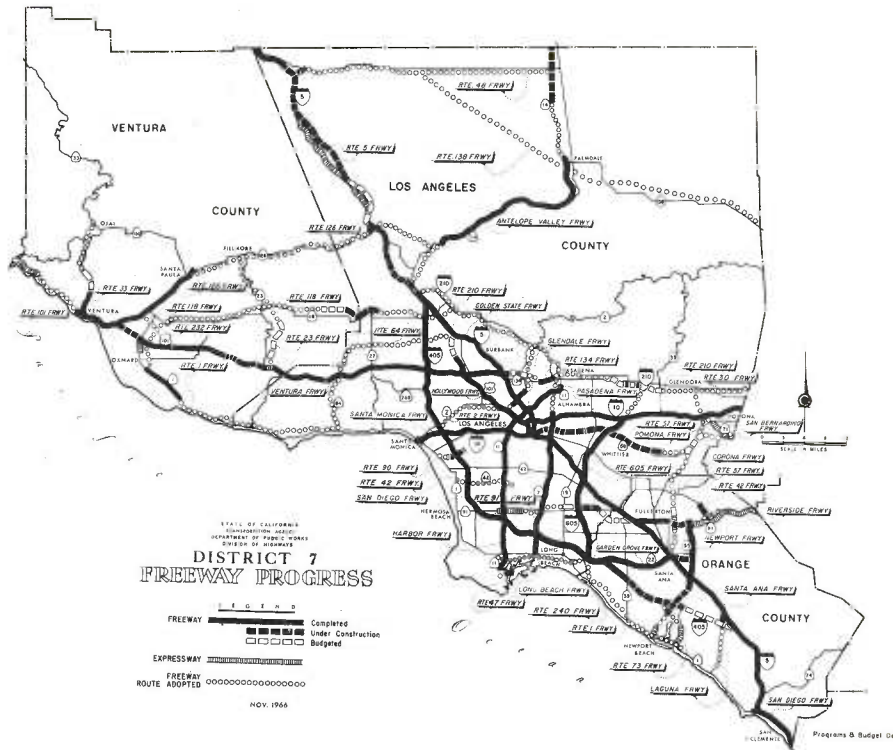 VENTURA
COUNTY
LOS ANGELES
COUNTY
ORANGE
COUNTY
RTE 48 FRWY
RTE 138 FRWY
RTE 5 FRWY
PALMDALE
ANTELOPE VALLEY FRWY
RTE 126 FRWY
OJAI
FILLMORE
SANTA
PAULA
RTE 33 FRWY
RTE 118 FRWY
RTE 118 FRWY
RTE 101 FRWY
VENTURA
RTE 232 FRWY
RTE 23 FRWY
RTE 64 FRWY
OXNARD
RTE 1 FRWY
VENTURA FRWY
RTE 210 FRWY
GOLDEN STATE FRWY
BURBANK
GLENDALE FRWY
RTE 134 FRWY
PASADENA
PASADENA FRWY
ALHAMBRA
HOLLYWOOD FRWY
GLENDORA
RTE 210 FRWY
RTE 30 FRWY
POMONA
SAN BERNARDINO
FRWY
SCALE IN MILES
SANTA MONICA FRWY
RTE 2 FRWY
LOS ANGELES
SANTA
MONICA
RTE 57 FRWY
POMONA FRWY
WHITTIER
CORONA FRWY
RTE 57 FRWY
RTE 605 FRWY
RTE 42 FRWY
RTE 90 FRWY
RTE 42 FRWY
SAN DIEGO FRWY
RTE 91 FRWY
HERMOSA
BEACH
FULLERTON
RIVERSIDE FRWY
NEWPORT FRWY
HARBOR FRWY
LONG
BEACH
GARDEN GROVE FRWY
SANTA
ANA
SANTA ANA FRWY
LONG BEACH FRWY
RTE 47 FRWY
RTE 240 FRWY
RTE 1 FRWY
NEWPORT
BEACH
RTE 73 FRWY
LAGUNA FRWY
SAN DIEGO FRWY
SAN
CLEMENTE
STATE OF CALIFORNIA
TRANSPORTATION AGENCY
DEPARTMENT OF PUBLIC WORKS
DIVISION OF HIGHWAYS
DISTRICT 7
FREEWAY PROGRESS
LEGEND
FREEWAY
Completed
Under Construction
Budgeted
EXPRESSWAY
FREEWAY
ROUTE ADOPTED
NOV. 1966
Programs & Budget